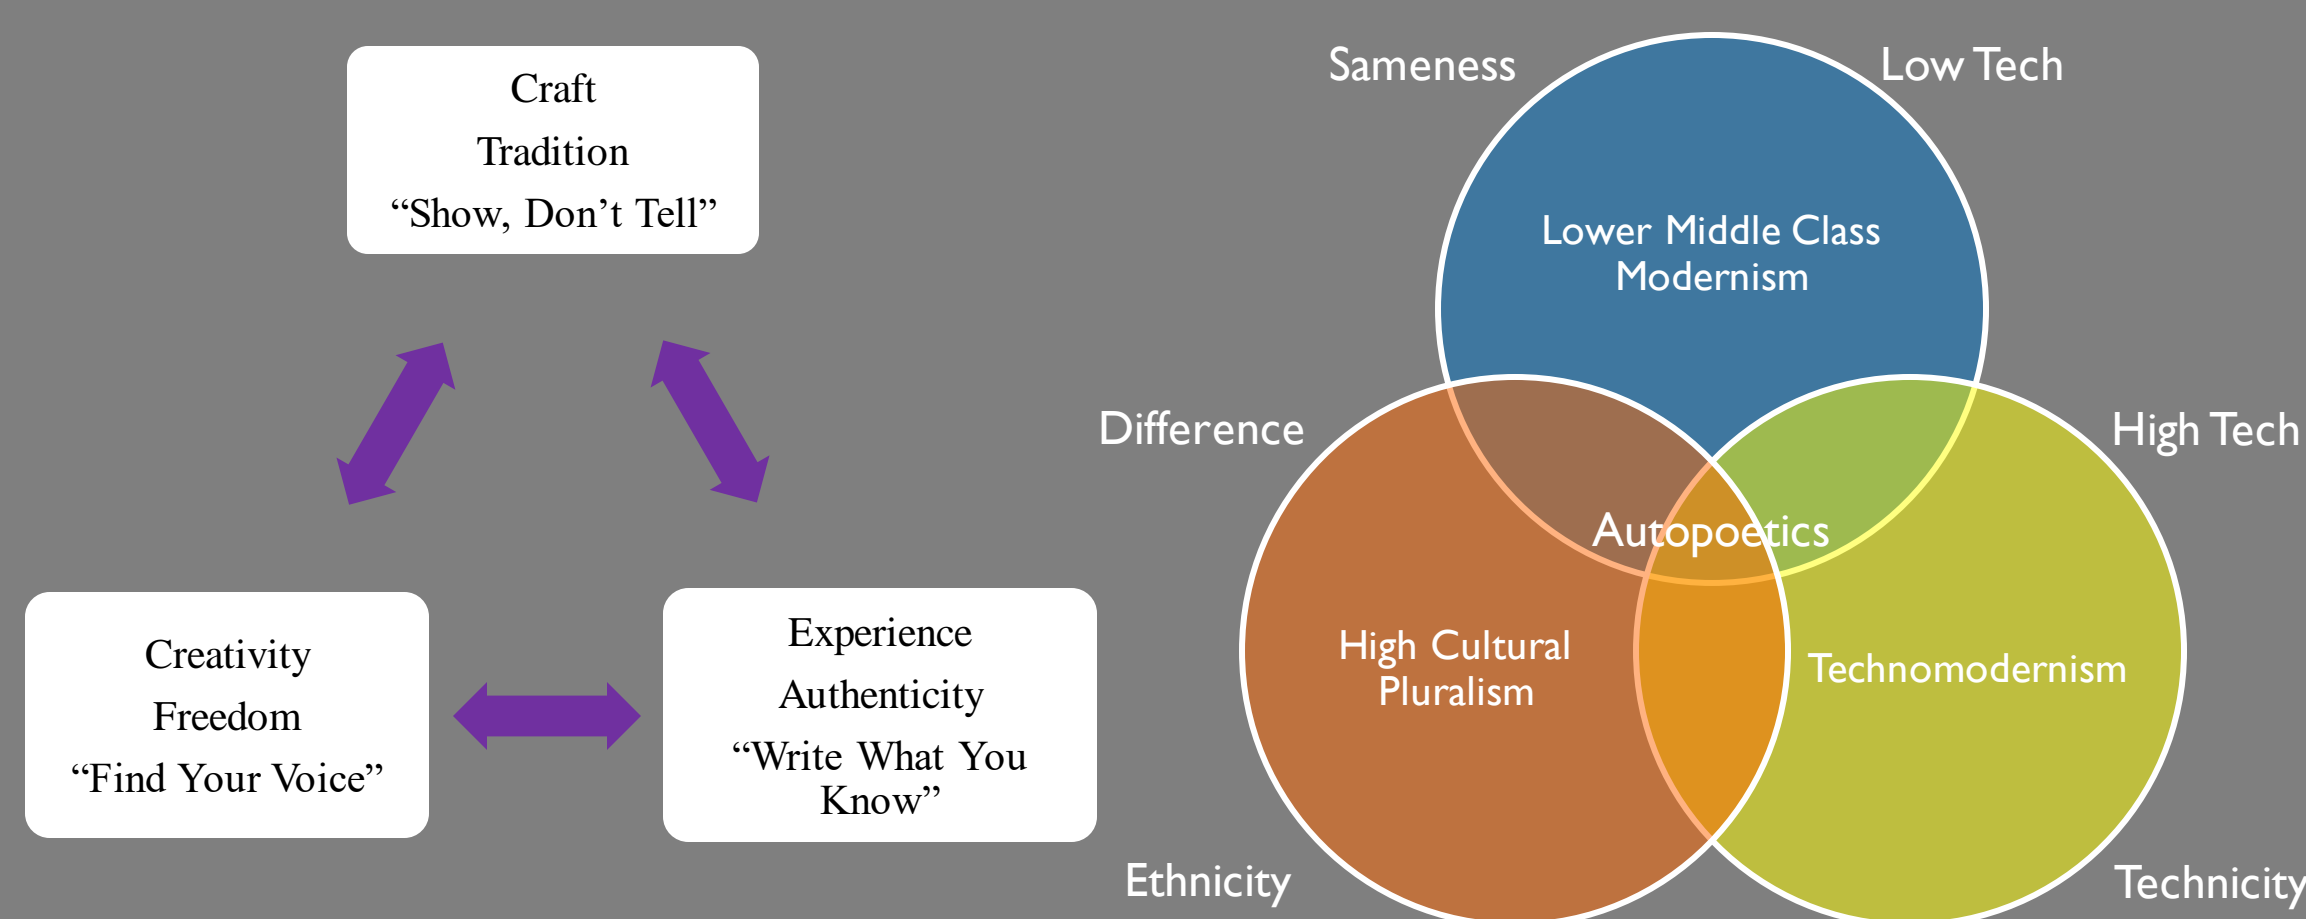 Craft
Tradition
“Show, Don’t Tell”
Creativity
Freedom
“Find Your Voice”
Experience
Authenticity
“Write What You
Know”
Sameness
Low Tech
Lower Middle Class
Modernism
Difference
High Tech
Autopoetics
High Cultural
Pluralism
Technomodernism
Ethnicity
Technicity